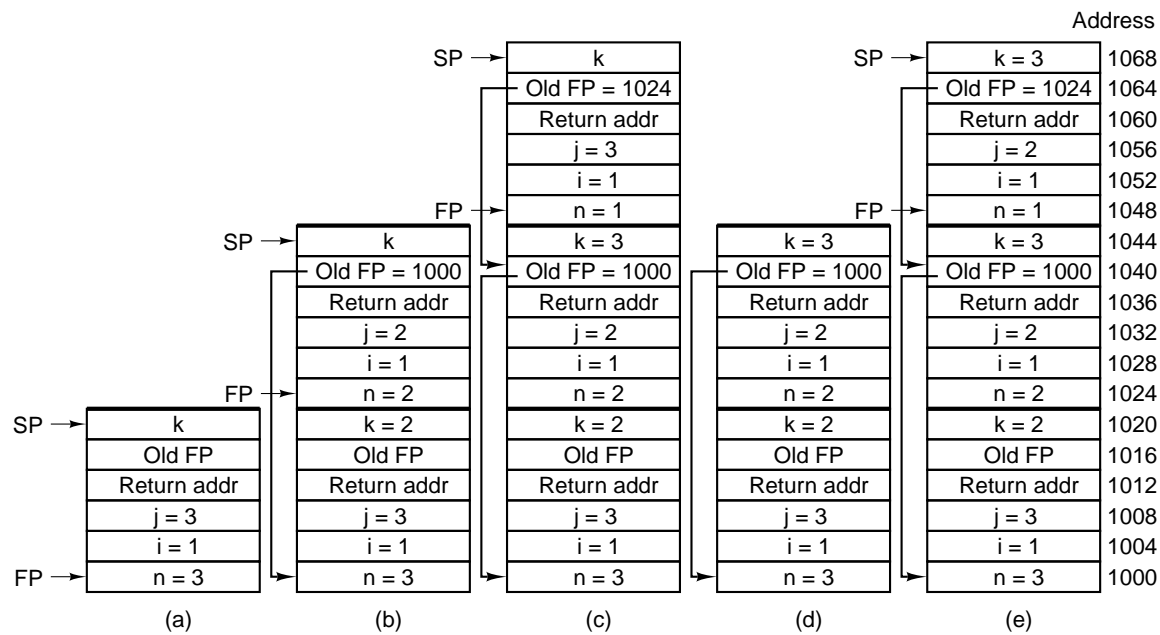 Address
SP
k
SP
k = 3
1068
Old FP = 1024
Old FP = 1024
1064
Return addr
Return addr
1060
j = 3
j = 2
1056
i = 1
i = 1
1052
FP
n = 1
FP
n = 1
1048
SP
k
k = 3
k = 3
k = 3
1044
Old FP = 1000
Old FP = 1000
Old FP = 1000
Old FP = 1000
1040
Return addr
Return addr
Return addr
Return addr
1036
j = 2
j = 2
j = 2
j = 2
1032
i = 1
i = 1
i = 1
i = 1
1028
FP
n = 2
n = 2
n = 2
n = 2
1024
SP
k
k = 2
k = 2
k = 2
k = 2
1020
Old FP
Old FP
Old FP
Old FP
Old FP
1016
Return addr
Return addr
Return addr
Return addr
Return addr
1012
j = 3
j = 3
j = 3
j = 3
j = 3
1008
i = 1
i = 1
i = 1
i = 1
i = 1
1004
FP
n = 3
n = 3
n = 3
n = 3
n = 3
1000
(a)
(b)
(c)
(d)
(e)